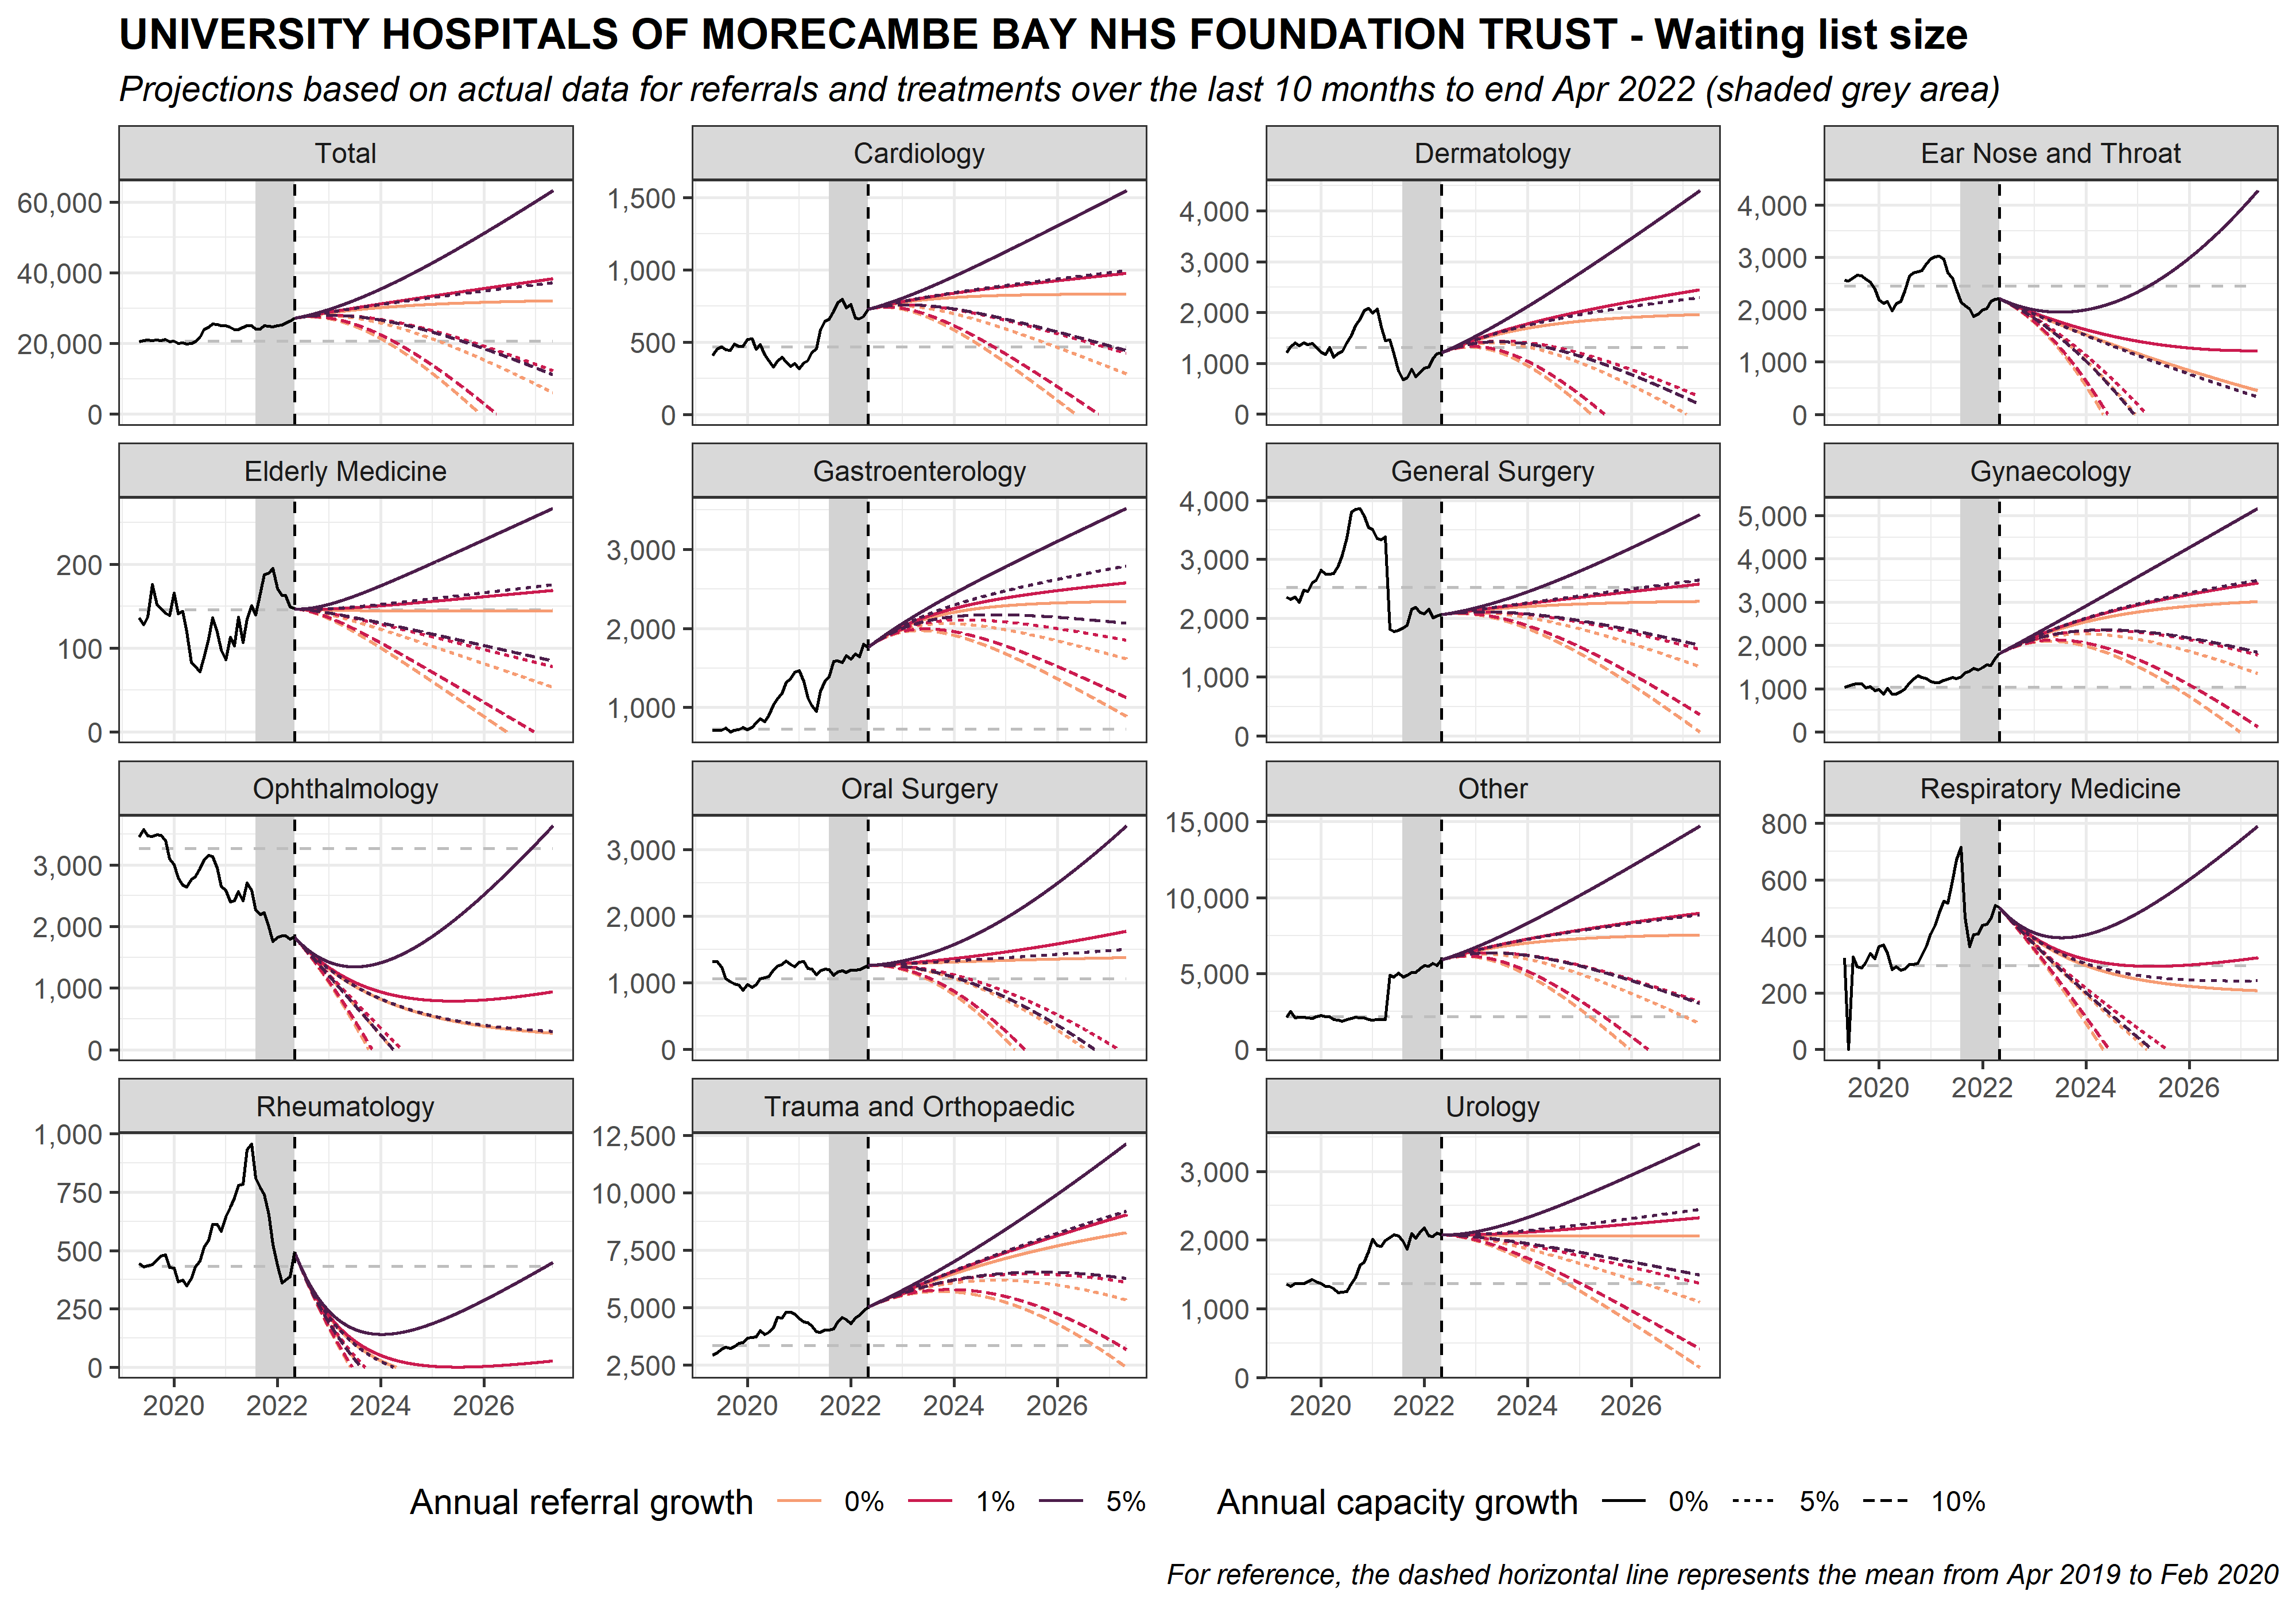 UNIVERSITY HOSPITALS OF MORECAMBE BAY NHS FOUNDATION TRUST - Waiting list size
Projections based on actual data for referrals and treatments over the last 10 months to end Apr 2022 (shaded grey area)
Total
60,000
40,000
20,000
0
Cardiology
1,500
1,000
500
0
Dermatology
4,000
3,000
2,000
1,000
0
Ear Nose and Throat
4,000
3,000
2,000
1,000
0
Elderly Medicine
200
100
0
Gastroenterology
3,000
2,000
1,000
General Surgery
4,000
3,000
2,000
1,000
0
Gynaecology
5,000
4,000
3,000
2,000
1,000
0
Ophthalmology
3,000
2,000
1,000
0
Oral Surgery
3,000
2,000
1,000
0
Other
15,000
10,000
5,000
0
Respiratory Medicine
800
600
400
200
0
2020 2022 2024 2026
Rheumatology
1,000
750
500
250
0
2020 2022 2024 2026
Trauma and Orthopaedic
12,500
10,000
7,500
5,000
2,500
2020 2022 2024 2026
Urology
3,000
2,000
1,000
0
2020 2022 2024 2026
Annual referral growth 0% 1% 5% Annual capacity growth 0% 5% 10%
For reference, the dashed horizontal line represents the mean from Apr 2019 to Feb 2020